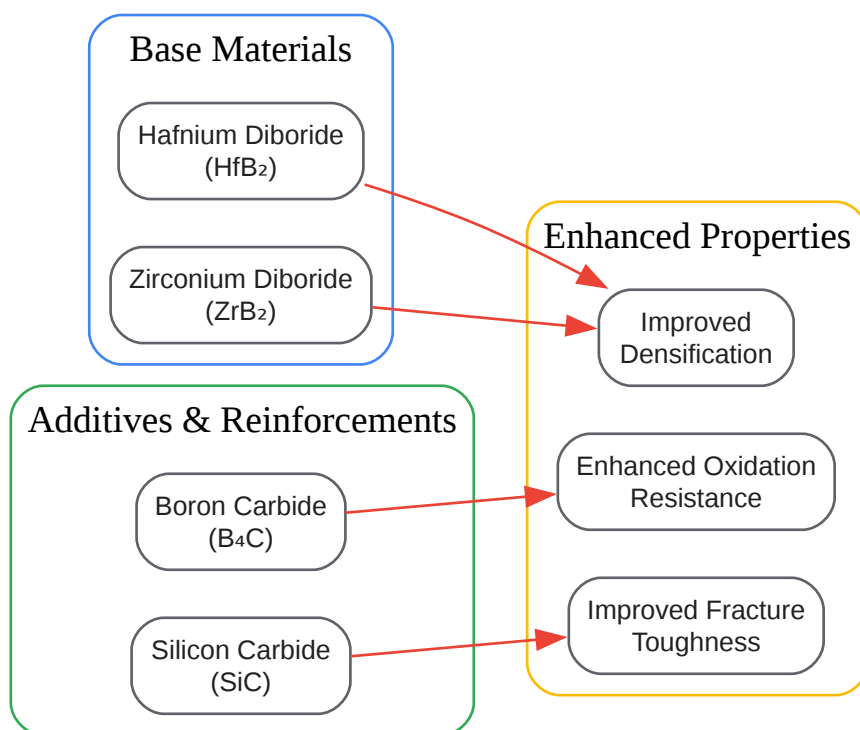 Base Materials
Hafnium Diboride
(HfB₂)
Zirconium Diboride
(ZrB₂)
Additives & Reinforcements
Boron Carbide
(B₄C)
Silicon Carbide
(SiC)
Enhanced Properties
Improved
Densification
Enhanced Oxidation
Resistance
Improved Fracture
Toughness